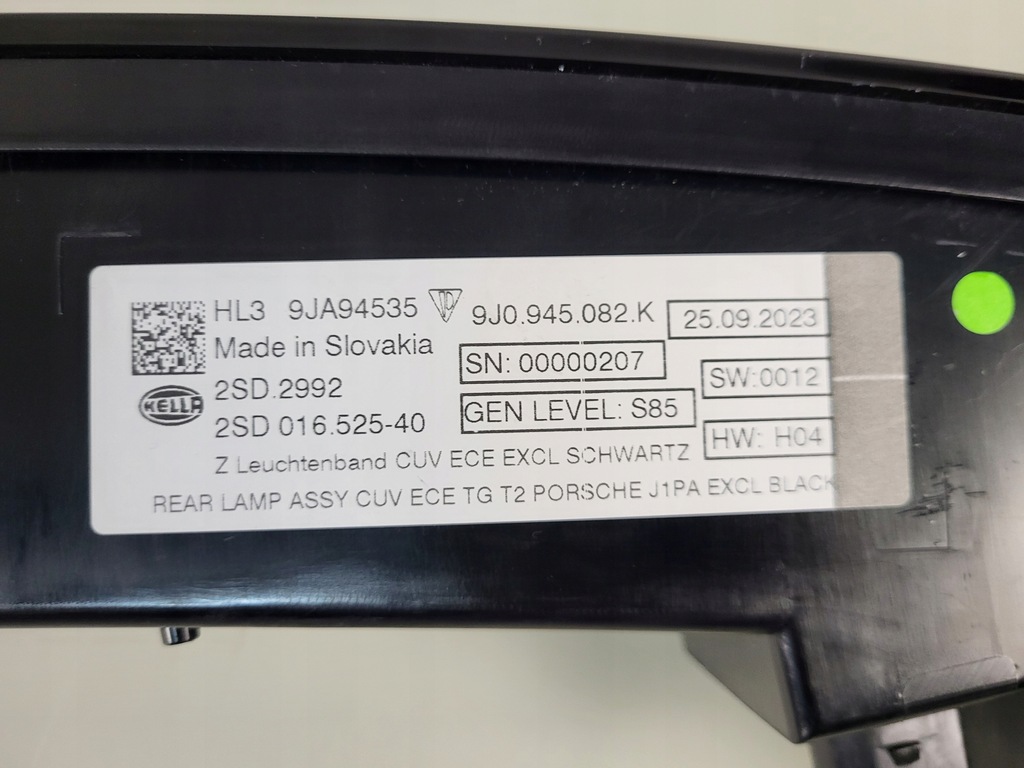 HL3 9JA94535 9J0.945.082.K 25.09.2023
Made in Slovakia
SN: 00000207
SW:0012
HELLA
2SD.2992
2SD 016.525-40
GEN LEVEL: S85
HW: H04
Z Leuchtenband CUV ECE EXCL SCHWARTZ
REAR LAMP ASSY CUV ECE TG T2 PORSCHE J1PA EXCL BLACK